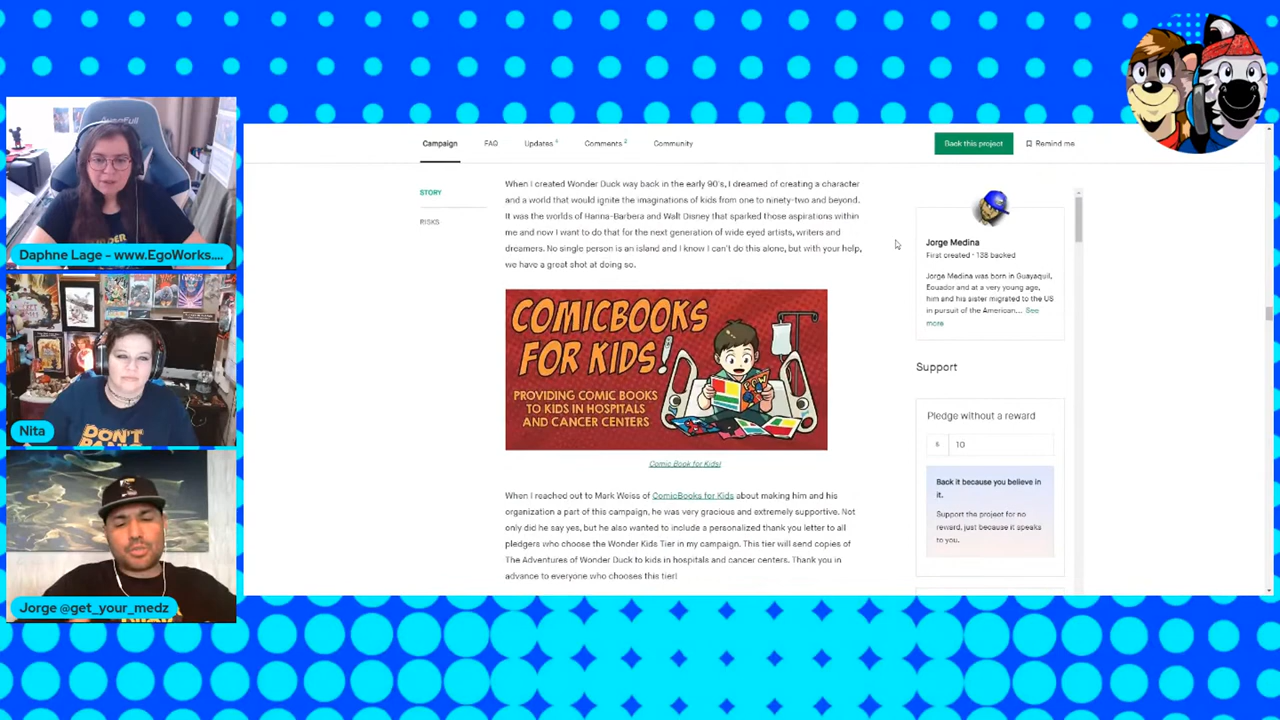 Daphne Lage - www.EgoWorks....
Nita
Jorge @get_your_medz
Campaign
FAQ
Updates
Comments 2
Community
Back this project
Remind me
STORY
RISKS
When I created Wonder Duck way back in the early 90's, I dreamed of creating a character
and a world that would ignite the imaginations of kids from one to ninety-two and beyond.
It was the worlds of Hanna-Barbera and Walt Disney that sparked those aspirations within
me and now I want to do that for the next generation of wide eyed artists, writers and
dreamers. No single person is an island and I know I can't do this alone, but with your help,
we have a great shot at doing so.
COMICBOOKS
FOR KIDS!
PROVIDING COMIC BOOKS
TO KIDS IN HOSPITALS
AND CANCER CENTERS
Comic Book for Kids!
When I reached out to Mark Weiss of ComicBooks for Kids about making him and his
organization a part of this campaign, he was very gracious and extremely supportive. Not
only did he say yes, but he also wanted to include a personalized thank you letter to all
pledgers who choose the Wonder Kids Tier in my campaign. This tier will send copies of
The Adventures of Wonder Duck to kids in hospitals and cancer centers. Thank you in
advance to everyone who chooses this tier!
Jorge Medina
First created · 138 backed
Jorge Medina was born in Guayaquil,
Ecuador and at a very young age,
him and his sister migrated to the US
in pursuit of the American... See
more
Support
Pledge without a reward
$ 10
Back it because you believe in
it.
Support the project for no
reward, just because it speaks
to you.
DON'T